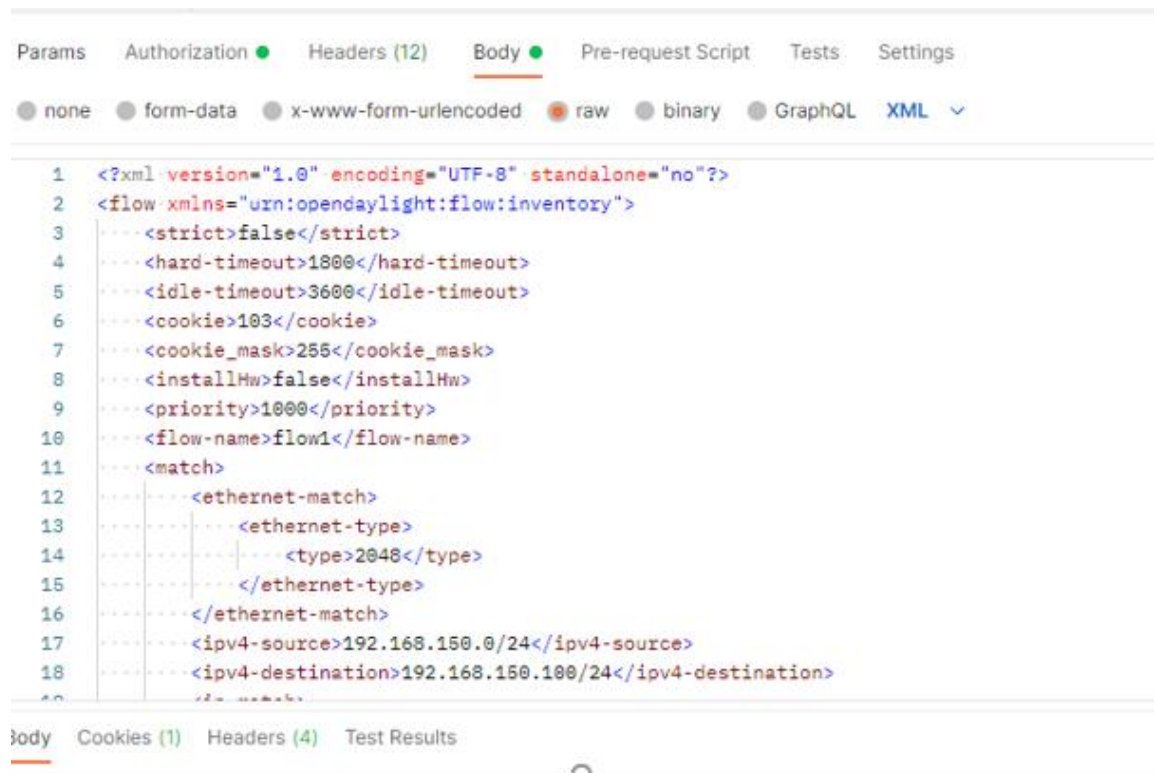 Params Authorization Headers (12) Body Pre-request Script Tests Settings
none form-data x-www-form-urlencoded raw binary GraphQL XML
1 <?xml version="1.0" encoding="UTF-8" standalone="no"?>
2 <flow xmlns="urn:opendaylight:flow:inventory">
3 <strict>false</strict>
4 <hard-timeout>1800</hard-timeout>
5 <idle-timeout>3600</idle-timeout>
6 <cookie>103</cookie>
7 <cookie_mask>255</cookie_mask>
8 <installHw>false</installHw>
9 <priority>1000</priority>
10 <flow-name>flow1</flow-name>
11 <match>
12 <ethernet-match>
13 <ethernet-type>
14 <type>2048</type>
15 </ethernet-type>
16 </ethernet-match>
17 <ipv4-source>192.168.150.0/24</ipv4-source>
18 <ipv4-destination>192.168.150.100/24</ipv4-destination>
Body Cookies (1) Headers (4) Test Results